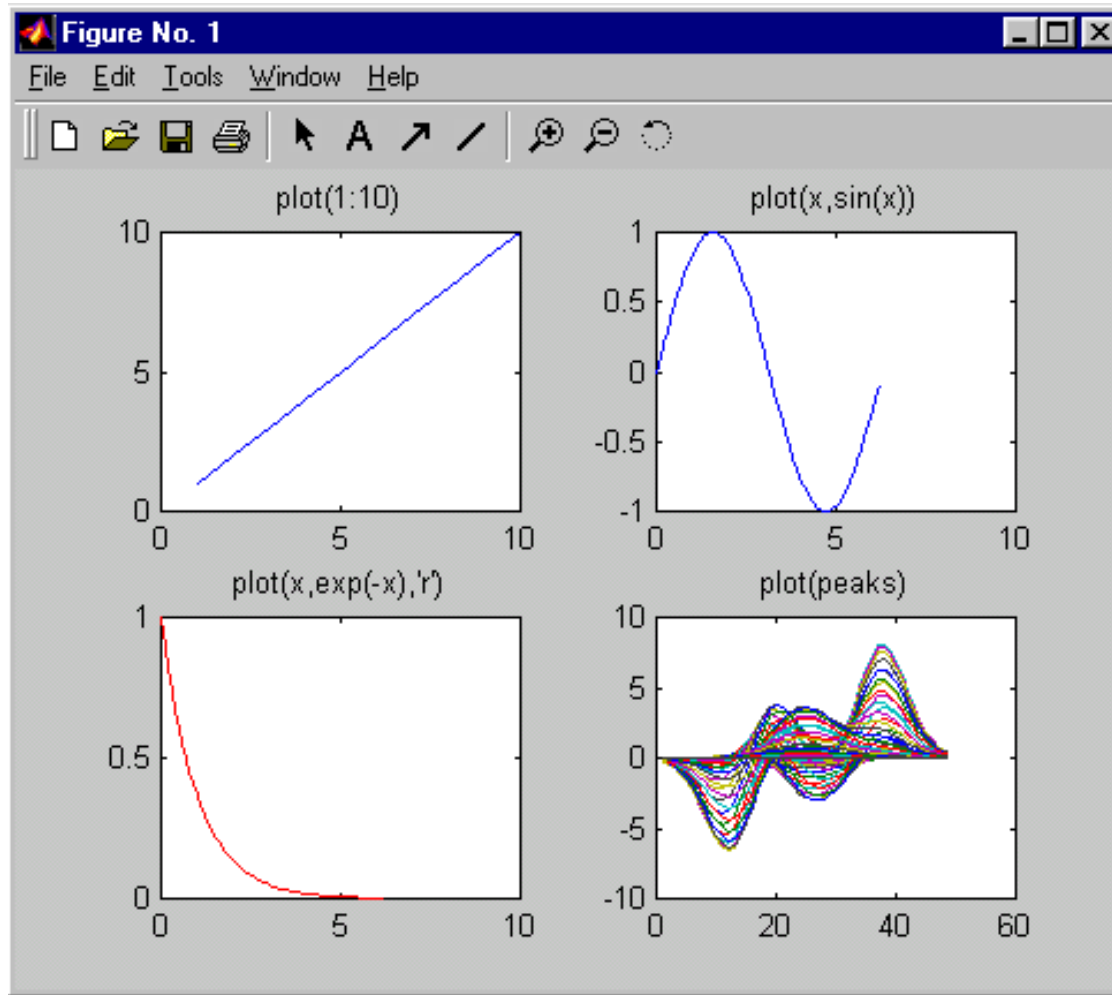 Figure No. 1
File Edit Tools Window Help
A
plot(1:10)
10
5
0
0 5 10
plot(x,sin(x))
1
0.5
0
-0.5
-1
0 5 10
plot(x,exp(-x),'r')
1
0.5
0
0 5 10
plot(peaks)
10
5
0
-5
-10
0 20 40 60